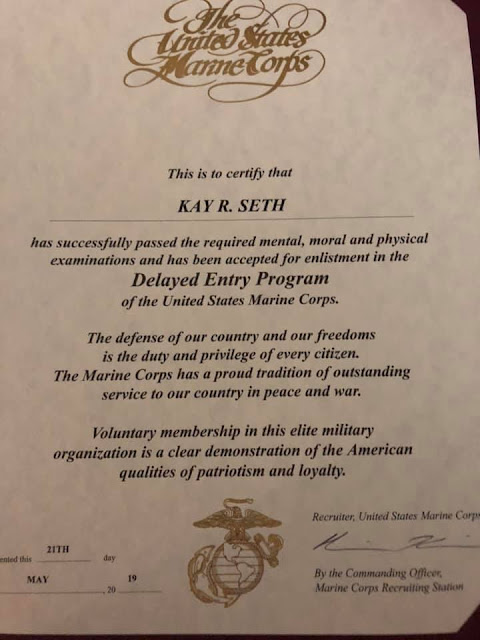 The
United States
Marine Corps
This is to certify that
KAY R. SETH
has successfully passed the required mental, moral and physical
examinations and has been accepted for enlistment in the
Delayed Entry Program
of the United States Marine Corps.
The defense of our country and our freedoms
is the duty and privilege of every citizen.
The Marine Corps has a proud tradition of outstanding
service to our country in peace and war.
Voluntary membership in this elite military
organization is a clear demonstration of the American
qualities of patriotism and loyalty.
Recruiter, United States Marine Corps
ented this 21TH day
MAY , 20 19
By the Commanding Officer,
Marine Corps Recruiting Station